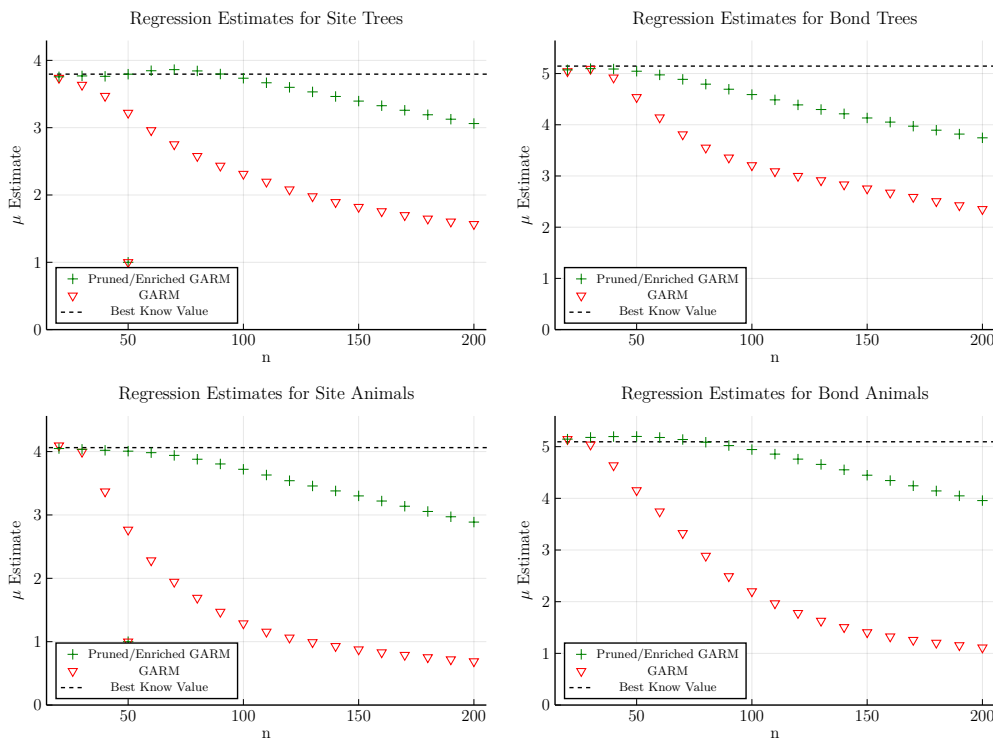 Regression Estimates for Site Trees
4
3
2
1
0
μ Estimate
50
100
150
200
n
Pruned/Enriched GARM
GARM
Best Know Value
Regression Estimates for Bond Trees
5
4
3
2
1
0
μ Estimate
50
100
150
200
n
Pruned/Enriched GARM
GARM
Best Know Value
Regression Estimates for Site Animals
4
3
2
1
0
μ Estimate
50
100
150
200
n
Pruned/Enriched GARM
GARM
Best Know Value
Regression Estimates for Bond Animals
5
4
3
2
1
0
μ Estimate
50
100
150
200
n
Pruned/Enriched GARM
GARM
Best Know Value